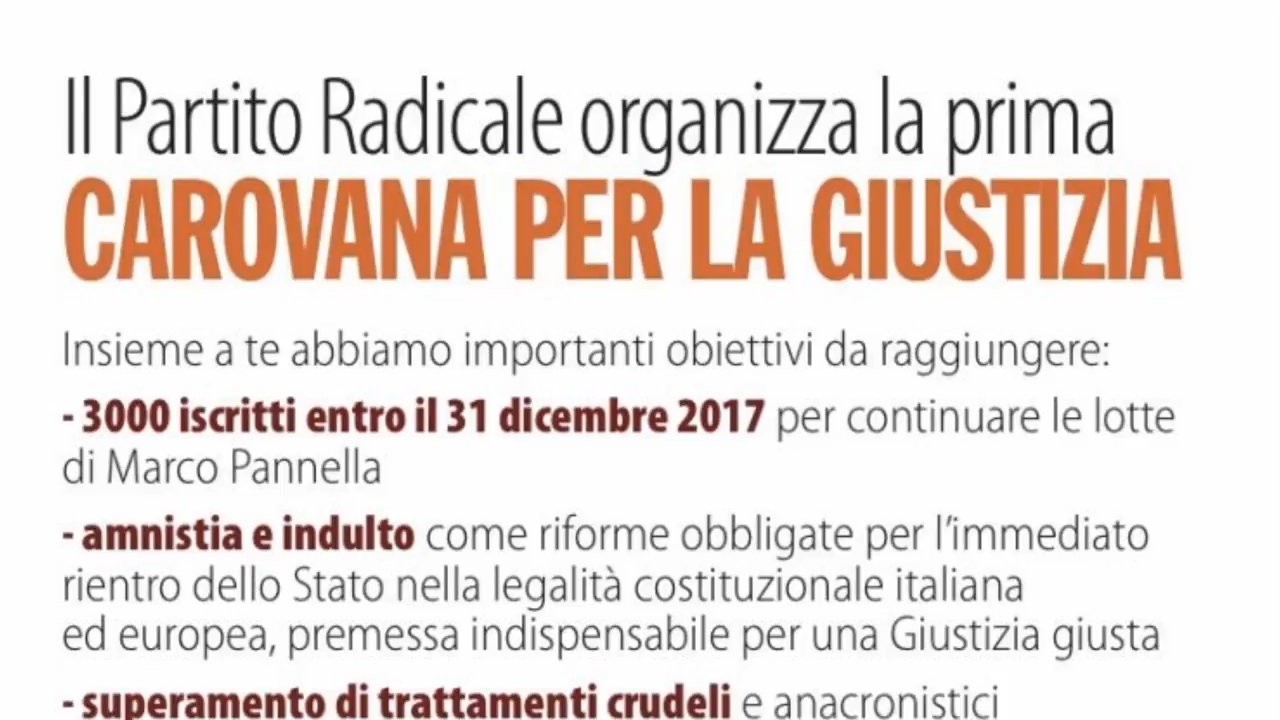 Il Partito Radicale organizza la prima
CAROVANA PER LA GIUSTIZIA
Insieme a te abbiamo importanti obiettivi da raggiungere:
- 3000 iscritti entro il 31 dicembre 2017 per continuare le lotte
di Marco Pannella
- amnistia e indulto come riforme obbligate per l’immediato
rientro dello Stato nella legalità costituzionale italiana
ed europea, premessa indispensabile per una Giustizia giusta
- superamento di trattamenti crudeli e anacronistici